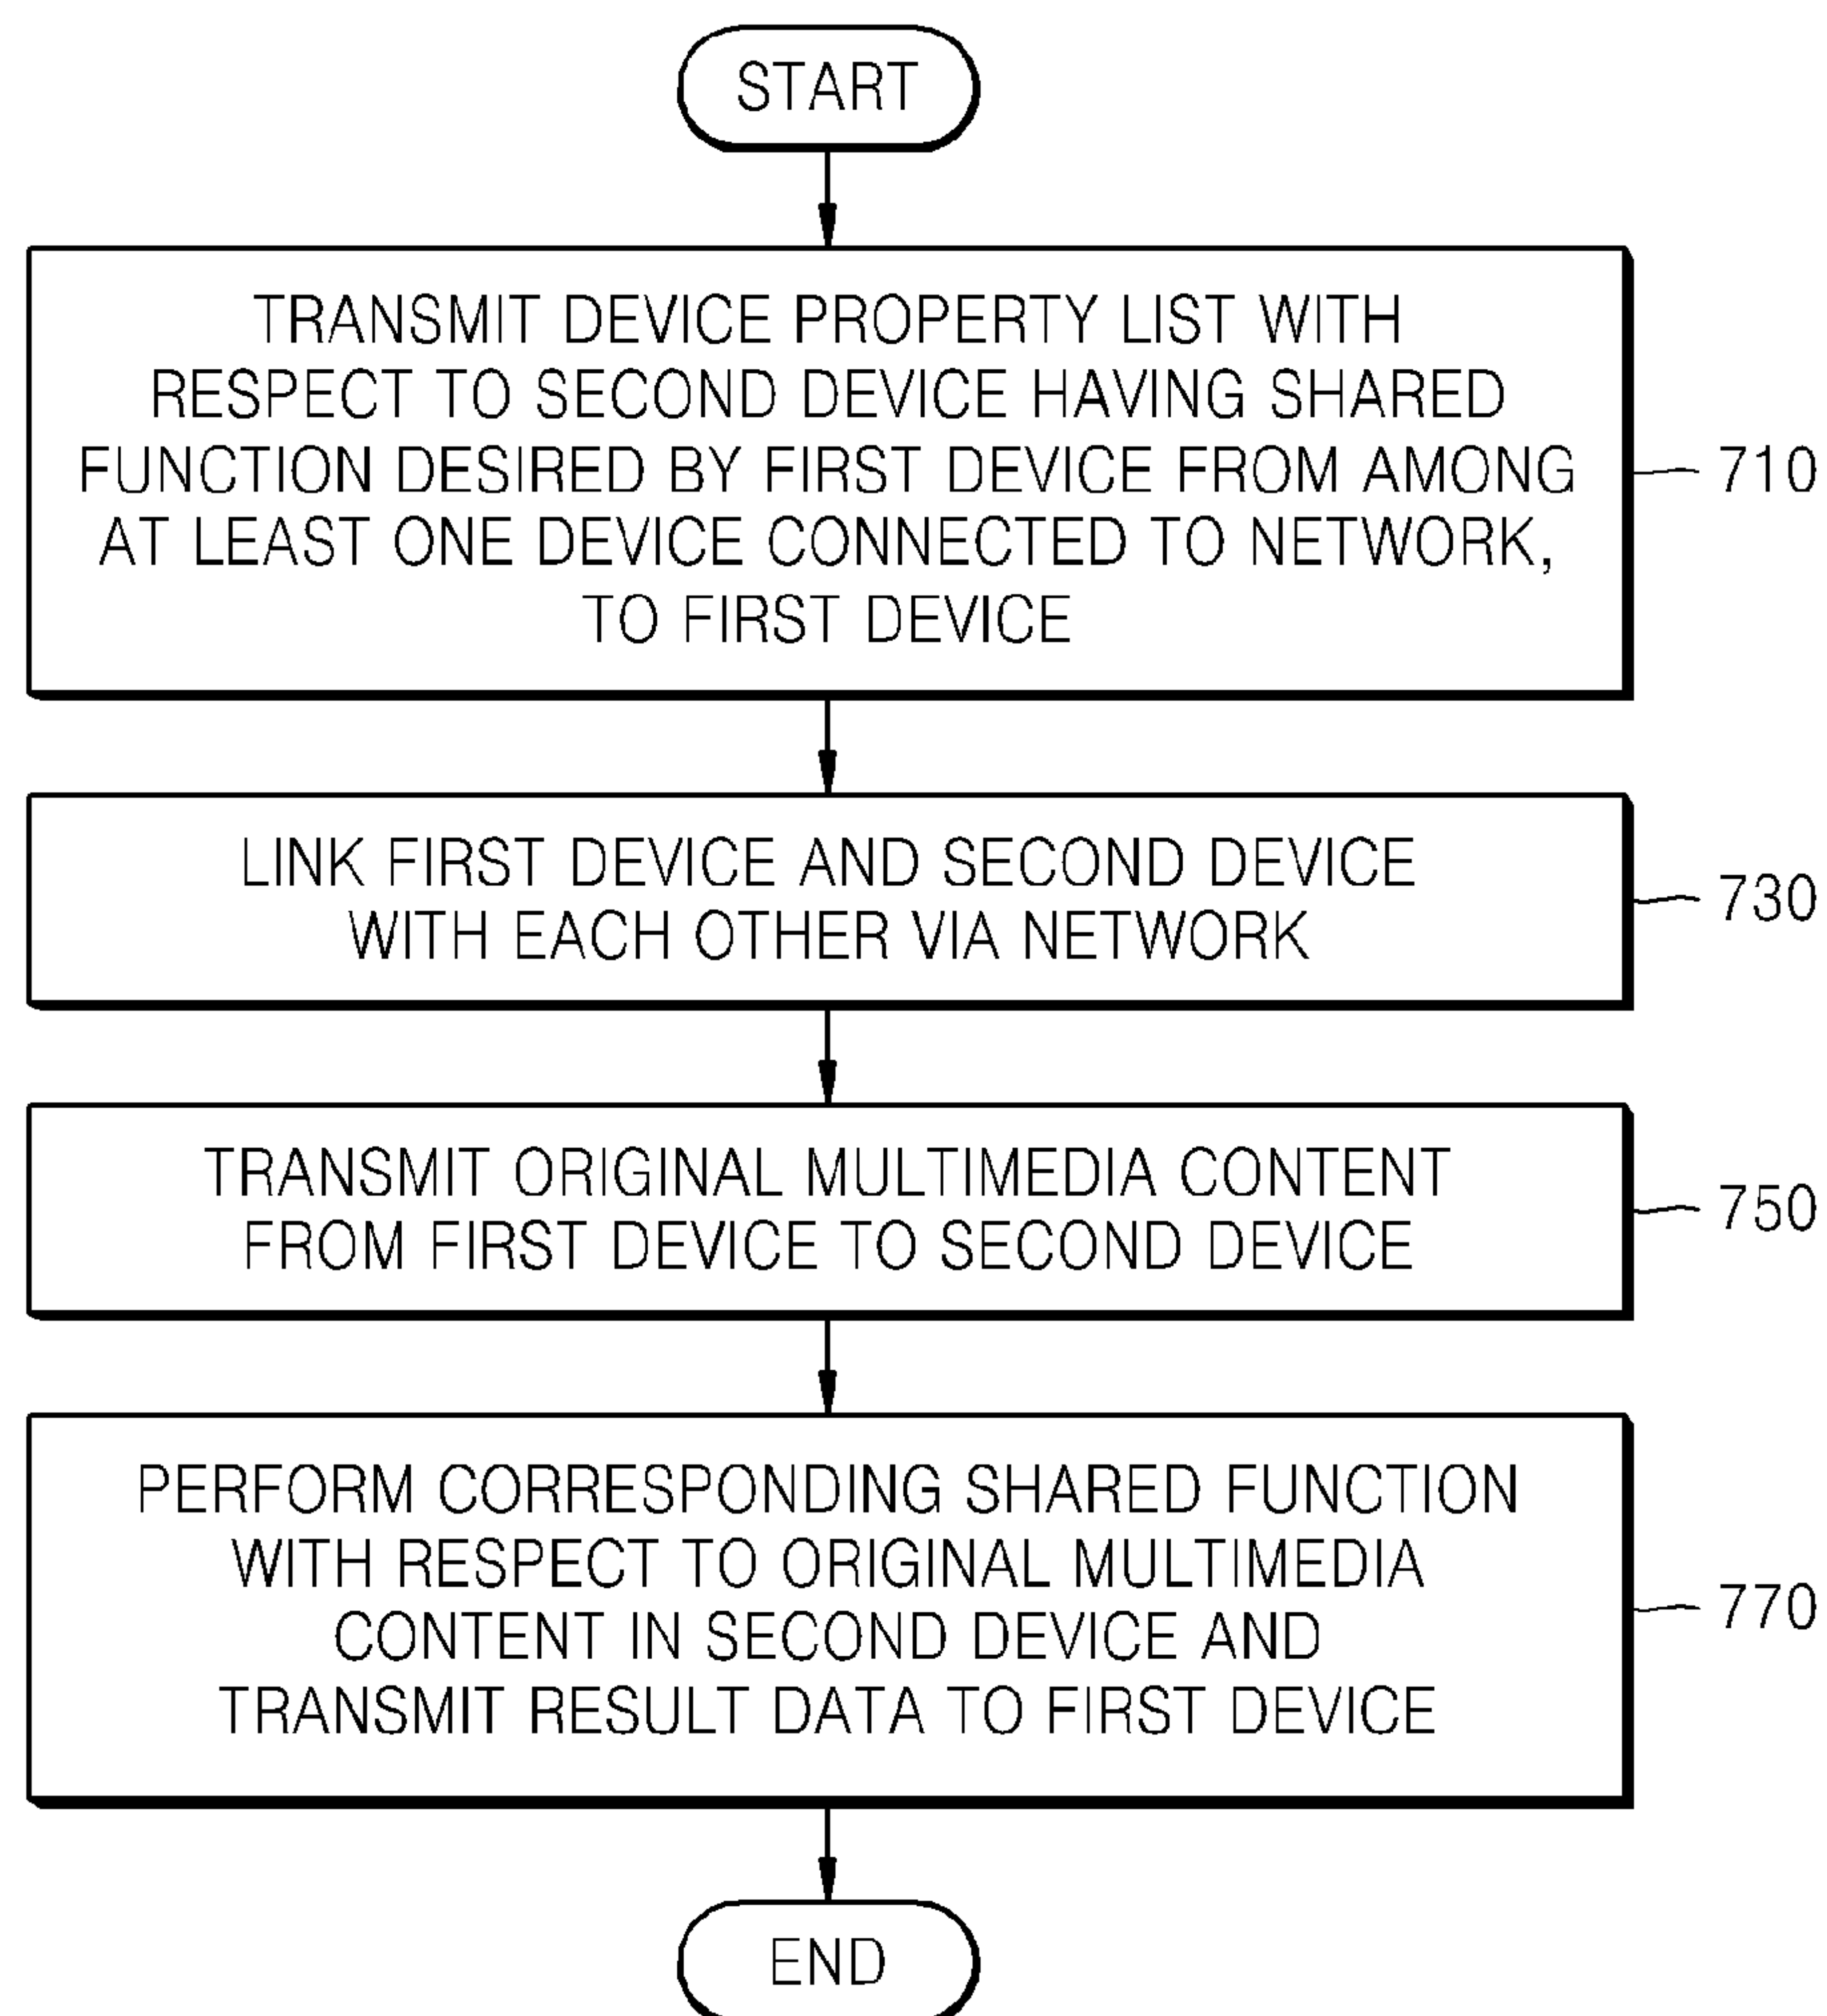 START
TRANSMIT DEVICE PROPERTY LIST WITH
RESPECT TO SECOND DEVICE HAVING SHARED
FUNCTION DESIRED BY FIRST DEVICE FROM AMONG
AT LEAST ONE DEVICE CONNECTED TO NETWORK,
TO FIRST DEVICE
710
LINK FIRST DEVICE AND SECOND DEVICE
WITH EACH OTHER VIA NETWORK
730
TRANSMIT ORIGINAL MULTIMEDIA CONTENT
FROM FIRST DEVICE TO SECOND DEVICE
750
PERFORM CORRESPONDING SHARED FUNCTION
WITH RESPECT TO ORIGINAL MULTIMEDIA
CONTENT IN SECOND DEVICE AND
TRANSMIT RESULT DATA TO FIRST DEVICE
770
END